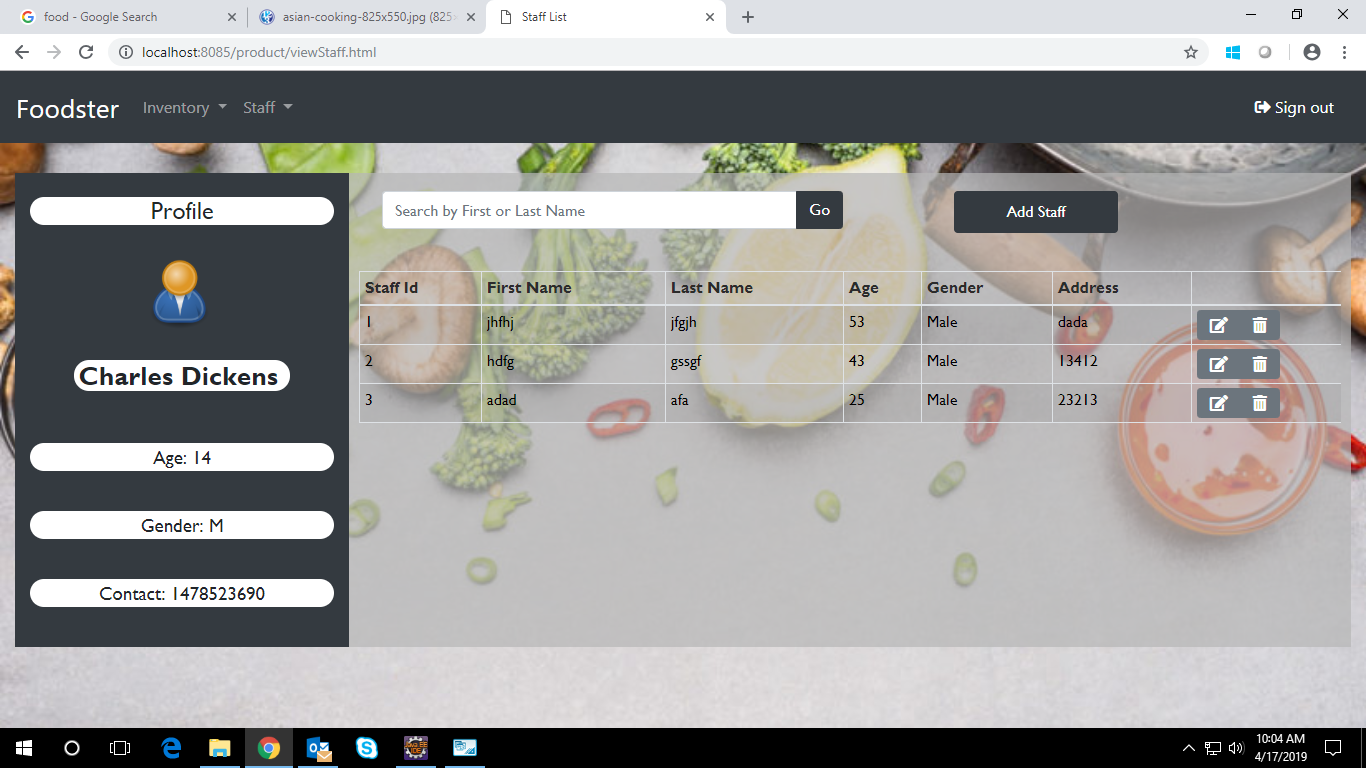 food - Google Search
asian-cooking-825x550.jpg (825
Staff List
localhost:8085/product/viewStaff.html
Foodster
Inventory
Staff
Sign out
Profile
Charles Dickens
Age: 14
Gender: M
Contact: 1478523690
Search by First or Last Name
Go
Add Staff
Staff Id First Name Last Name Age Gender Address
1 jhfhj jfgjh 53 Male dada
2 hdfg gssgf 43 Male 13412
3 adad afa 25 Male 23213
Java EE
IDE
10:04 AM
4/17/2019